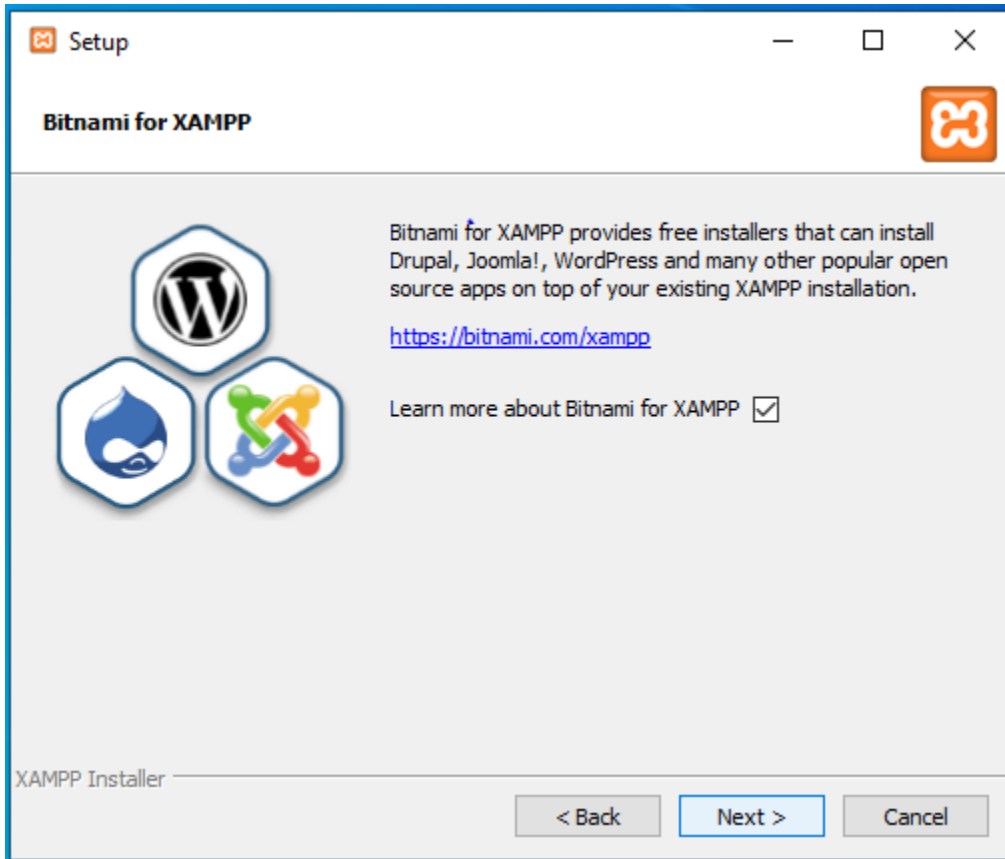 Setup
Bitnami for XAMPP
Bitnami for XAMPP provides free installers that can install
Drupal, Joomla!, WordPress and many other popular open
source apps on top of your existing XAMPP installation.
https://bitnami.com/xampp
Learn more about Bitnami for XAMPP
XAMPP Installer
< Back
Next >
Cancel